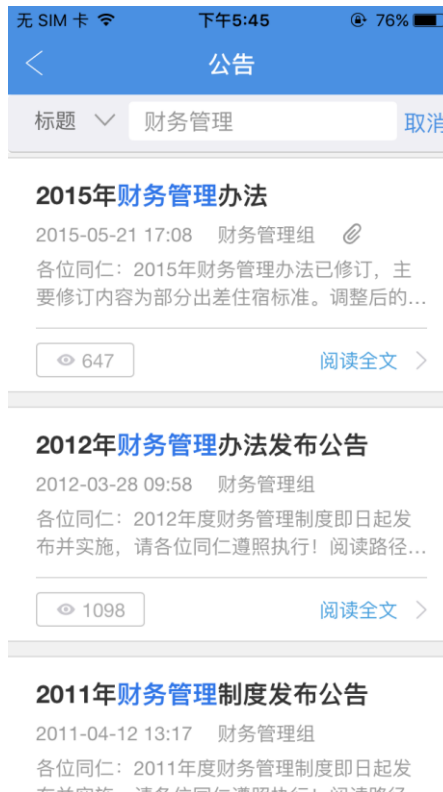 无 SIM 卡 下午5:45 76%
公告
标题 财务管理 取消
2015年财务管理办法
2015-05-21 17:08 财务管理组
各位同仁：2015年财务管理办法已修订，主
要修订内容为部分出差住宿标准。调整后的...
647 阅读全文
2012年财务管理办法发布公告
2012-03-28 09:58 财务管理组
各位同仁：2012年度财务管理制度即日起发
布并实施，请各位同仁遵照执行！阅读路径...
1098 阅读全文
2011年财务管理制度发布公告
2011-04-12 13:17 财务管理组
各位同仁：2011年度财务管理制度即日起发